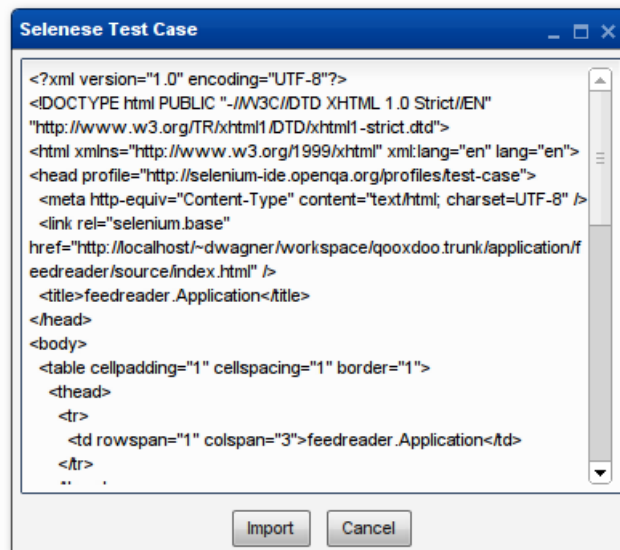 Selenese Test Case
<?xml version="1.0" encoding="UTF-8"?>
<!DOCTYPE html PUBLIC "-//W3C//DTD XHTML 1.0 Strict//EN"
"http://www.w3.org/TR/xhtml1/DTD/xhtml1-strict.dtd">
<html xmlns="http://www.w3.org/1999/xhtml" xml:lang="en" lang="en">
<head profile="http://selenium-ide.openqa.org/profiles/test-case">
<meta http-equiv="Content-Type" content="text/html; charset=UTF-8" />
<link rel="selenium.base"
href="http://localhost/~dwagner/workspace/qooxdoo.trunk/application/f
eedreader/source/index.html" />
<title>feedreader.Application</title>
</head>
<body>
<table cellpadding="1" cellspacing="1" border="1">
<thead>
<tr>
<td rowspan="1" colspan="3">feedreader.Application</td>
</tr>
Import Cancel